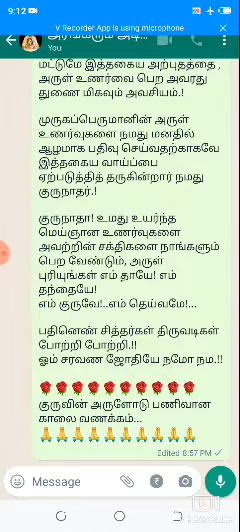 9:12
V Recorder App is using microphone
You
மட்டுமே இத்தகைய அற்புதத்தை,
அருள் உணர்வை பெற அவரது
துணை மிகவும் அவசியம்.!
முருகப்பெருமானின் அருள்
உணர்வுகளை நமது மனதில்
ஆழமாக பதிவு செய்வதற்காகவே
இத்தகைய வாய்ப்பை
ஏற்படுத்தித் தருகின்றார் நமது
குருநாதர்.!
குருநாதா! உமது உயர்ந்த
மெய்ஞான உணர்வுகளை
அவற்றின் சக்திகளை நாங்களும்
பெற வேண்டும், அருள்
புரியுங்கள் எம் தாயே! எம்
தந்தையே!
எம் குருவே!..எம் தெய்வமே!...
பதினெண் சித்தர்கள் திருவடிகள்
போற்றி போற்றி.!!
ஓம் சரவண ஜோதியே நமோ நம.!!
🌹🌹🌹🌹🌹🌹🌹🌹🌹🌹
குருவின் அருளோடு பணிவான
காலை வணக்கம்...
🙏🙏🙏🙏🙏🙏🙏🙏🙏🙏
Edited 8:57 PM
Message